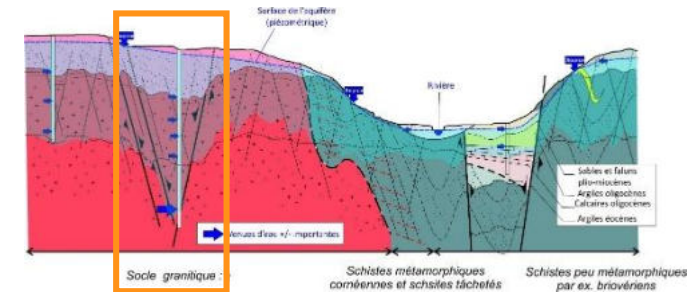 Surface de l'aquifère
(piézométrique)
Rivière
Sables et faluns
plio-miocènes
Argiles oligocènes
Calcaires oligocènes
Argiles éocènes
Venues d'eau +/- importantes
Socle granitique :
Schistes métamorphiques
cornéennes et schsites tâchetés
Schistes peu métamorphiques
par ex. briovériens